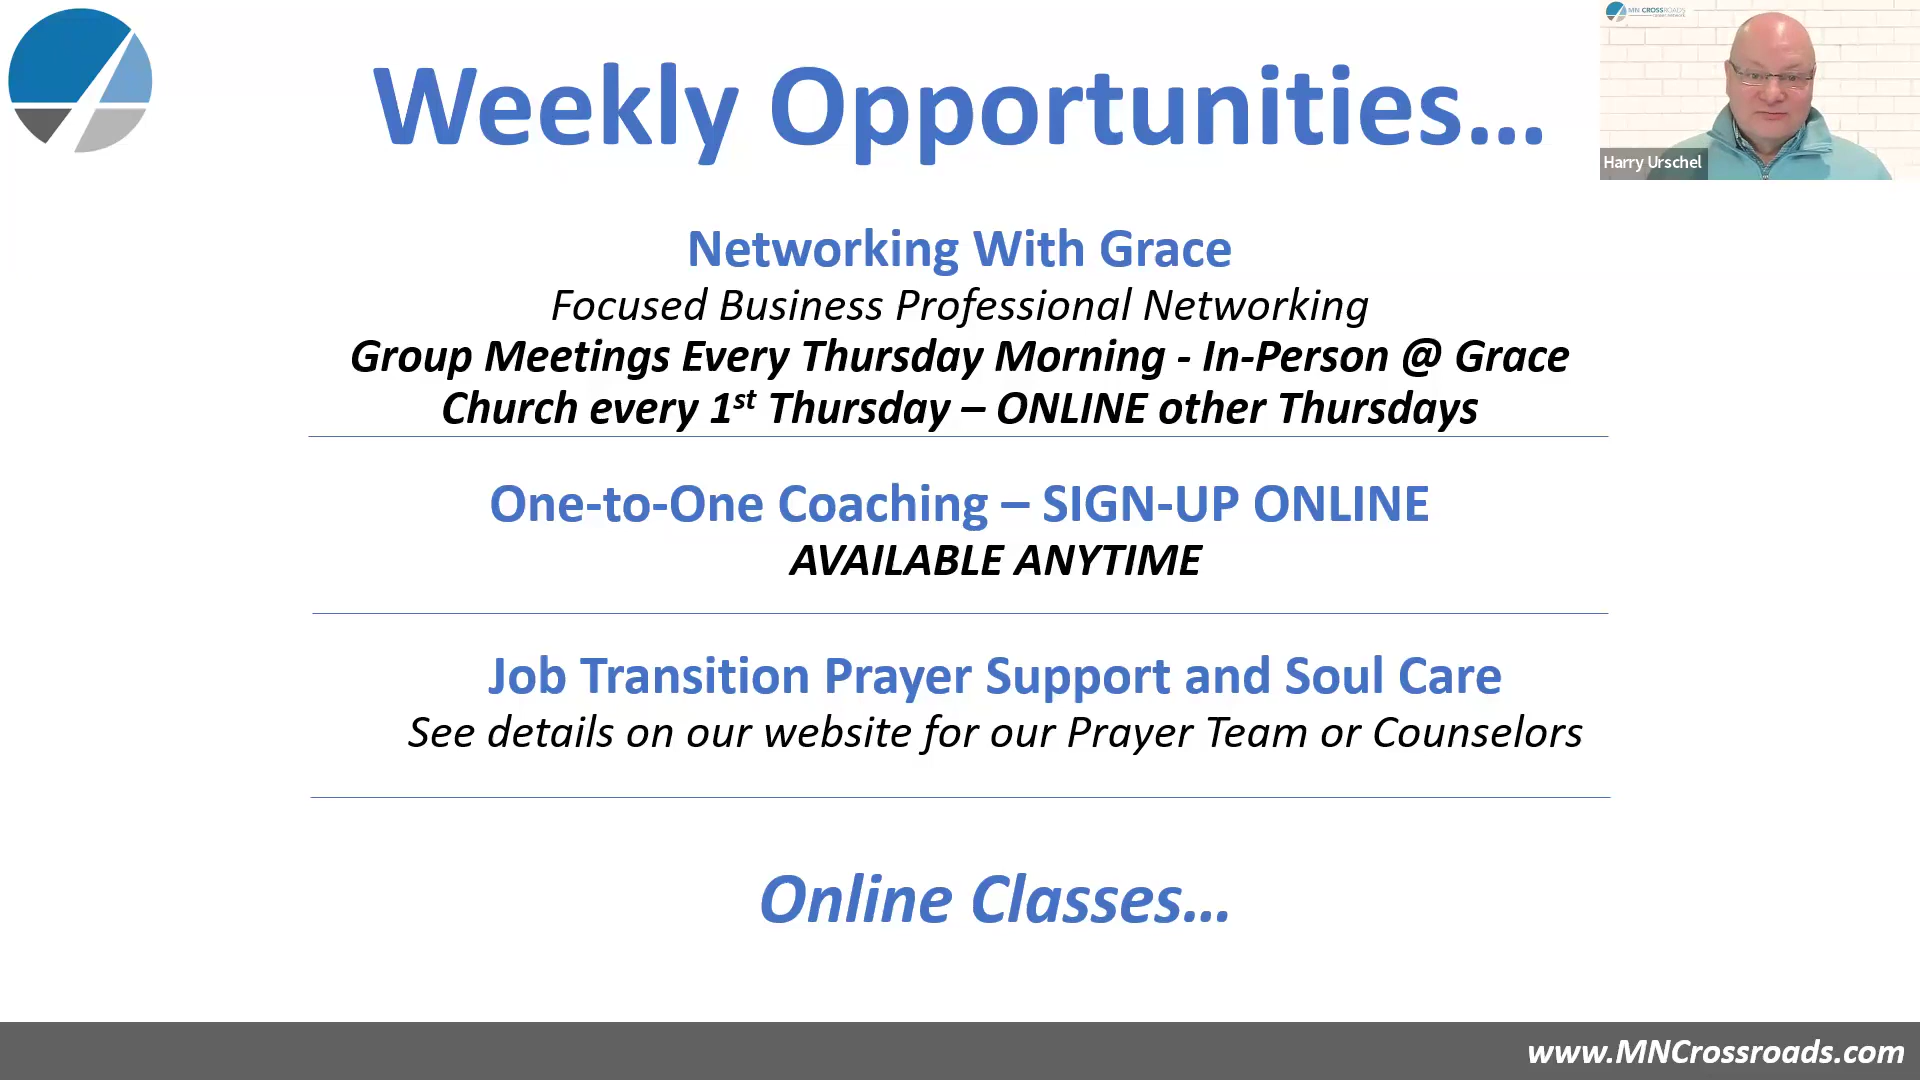 Weekly Opportunities...
MN CROSSROADS
Harry Urschel
Networking With Grace
Focused Business Professional Networking
Group Meetings Every Thursday Morning - In-Person @ Grace
Church every 1st Thursday – ONLINE other Thursdays
One-to-One Coaching – SIGN-UP ONLINE
AVAILABLE ANYTIME
Job Transition Prayer Support and Soul Care
See details on our website for our Prayer Team or Counselors
Online Classes...
www.MNCrossroads.com